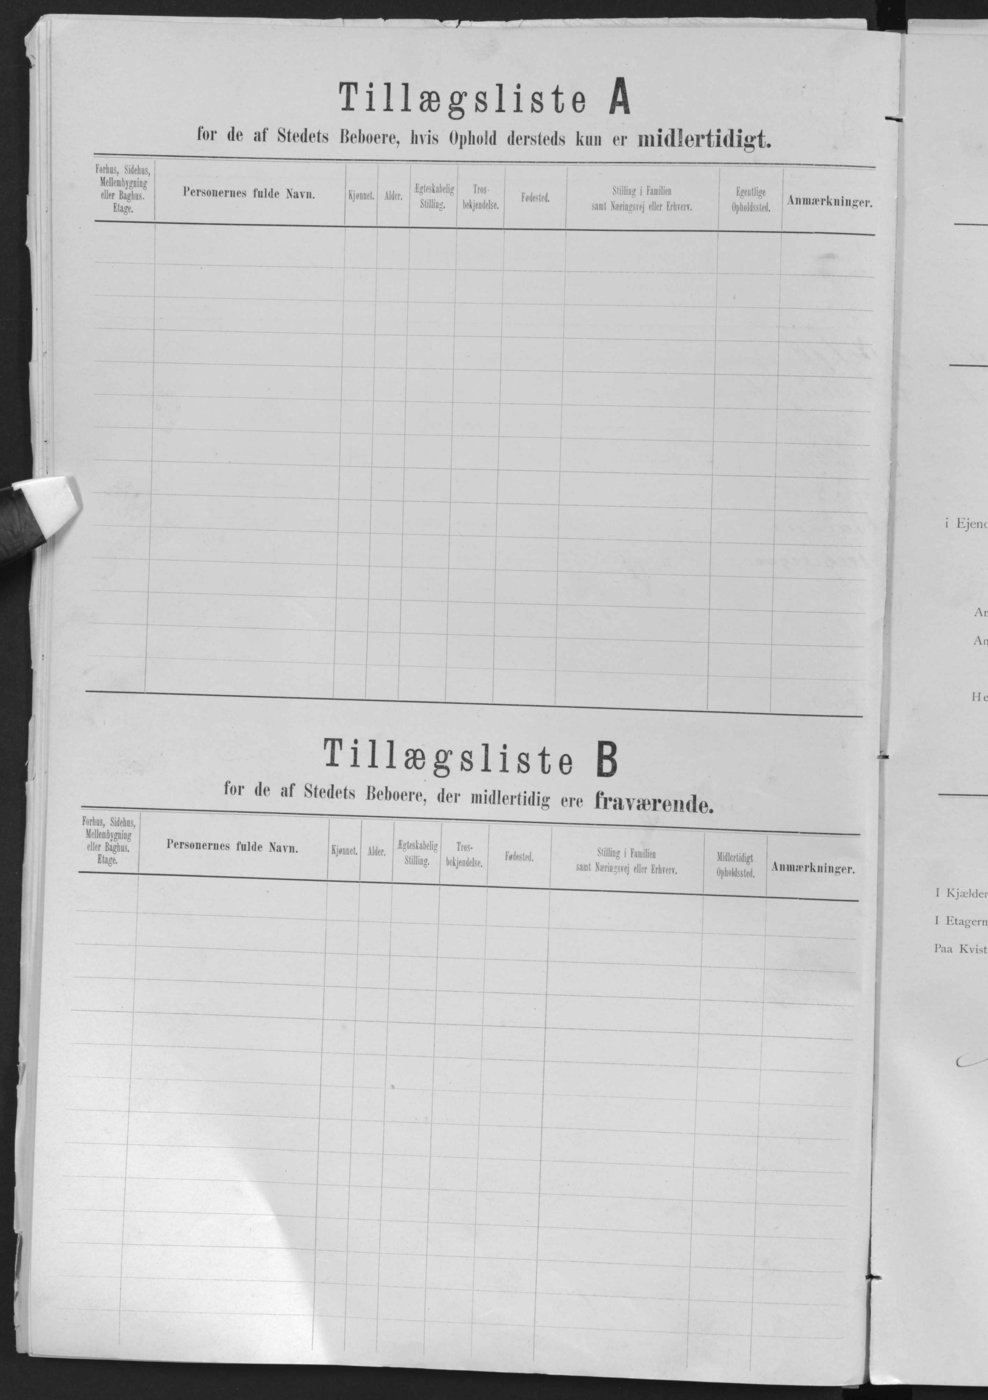 Tillægsliste A
for de af Stedets Beboere, hvis Ophold dersteds kun er midlertidigt.
Forhus, Sidehus,
Mellembygning
eller Baghus.
Etage.
Personernes fulde Navn.
Kjønnet.
Alder.
Ægteskabelig
Stilling.
Tros-
bekjendelse.
Fødested.
Stilling i Familien
samt Næringsvej eller Erhverv.
Egentlige
Opholdssted.
Anmærkninger.
Tillægsliste B
for de af Stedets Beboere, der midlertidig ere fraværende.
Forhus, Sidehus,
Mellembygning
eller Baghus.
Etage.
Personernes fulde Navn.
Kjønnet.
Alder.
Ægteskabelig
Stilling.
Tros-
bekjendelse.
Fødested.
Stilling i Familien
samt Næringsvej eller Erhverv.
Midlertidigt
Opholdssted.
Anmærkninger.
i Ejend
An
An
He
I Kjælder
I Etagern
Paa Kvist